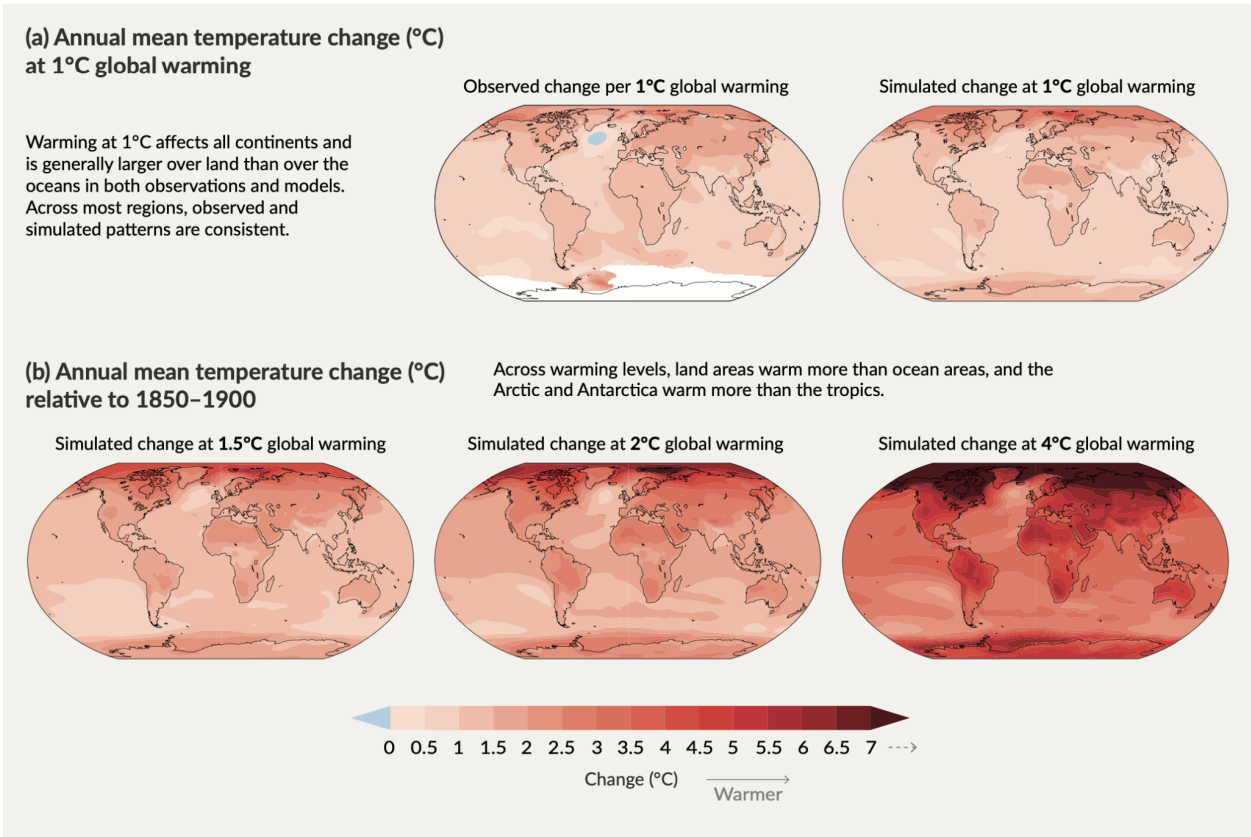 (a) Annual mean temperature change (°C)
at 1°C global warming
Warming at 1°C affects all continents and
is generally larger over land than over the
oceans in both observations and models.
Across most regions, observed and
simulated patterns are consistent.
Observed change per 1°C global warming
Simulated change at 1°C global warming
(b) Annual mean temperature change (°C)
relative to 1850–1900
Across warming levels, land areas warm more than ocean areas, and the
Arctic and Antarctica warm more than the tropics.
Simulated change at 1.5°C global warming
Simulated change at 2°C global warming
Simulated change at 4°C global warming
0 0.5 1 1.5 2 2.5 3 3.5 4 4.5 5 5.5 6 6.5 7
Change (°C)
Warmer